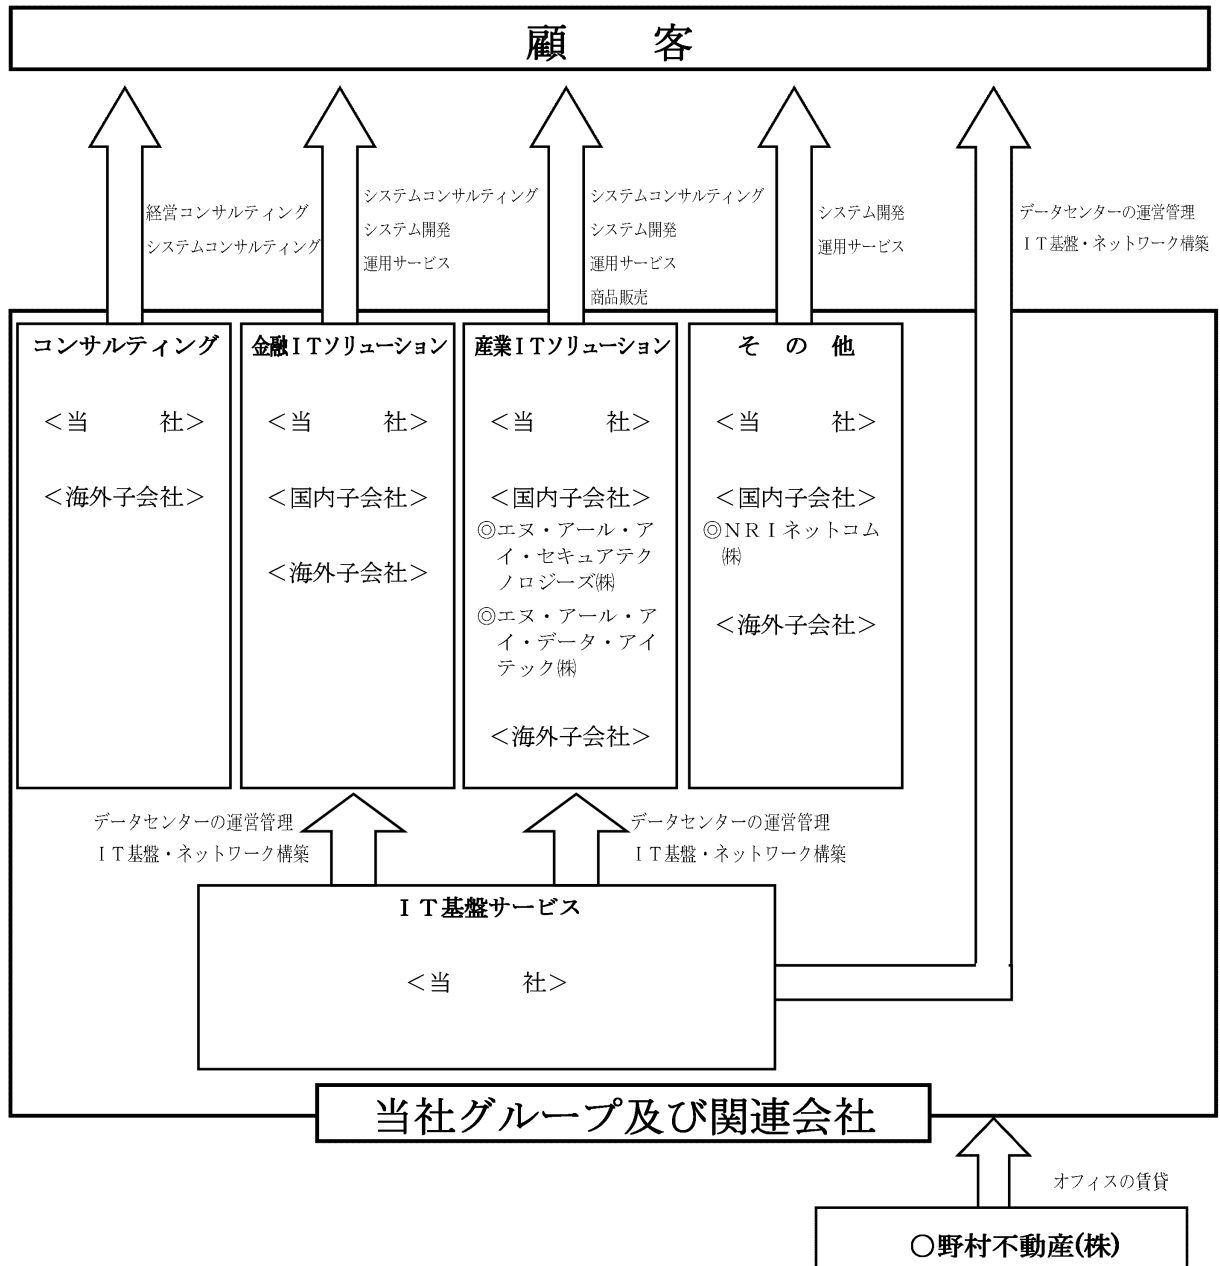 顧　　客
経営コンサルティング
システムコンサルティング
システムコンサルティング
システム開発
運用サービス
システムコンサルティング
システム開発
運用サービス
商品販売
システム開発
運用サービス
データセンターの運営管理
ＩＴ基盤・ネットワーク構築
コンサルティング
＜当　　　社＞
＜海外子会社＞
金融ＩＴソリューション
＜当　　　社＞
＜国内子会社＞
＜海外子会社＞
産業ＩＴソリューション
＜当　　　社＞
＜国内子会社＞
◎エヌ・アール・ア
イ・セキュアテク
ノロジーズ㈱
◎エヌ・アール・ア
イ・データ・アイ
テック㈱
＜海外子会社＞
そ　の　他
＜当　　　社＞
＜国内子会社＞
◎ＮＲＩネットコム
㈱
＜海外子会社＞
データセンターの運営管理
ＩＴ基盤・ネットワーク構築
データセンターの運営管理
ＩＴ基盤・ネットワーク構築
ＩＴ基盤サービス
＜当　　　社＞
当社グループ及び関連会社
オフィスの賃貸
○野村不動産(株)